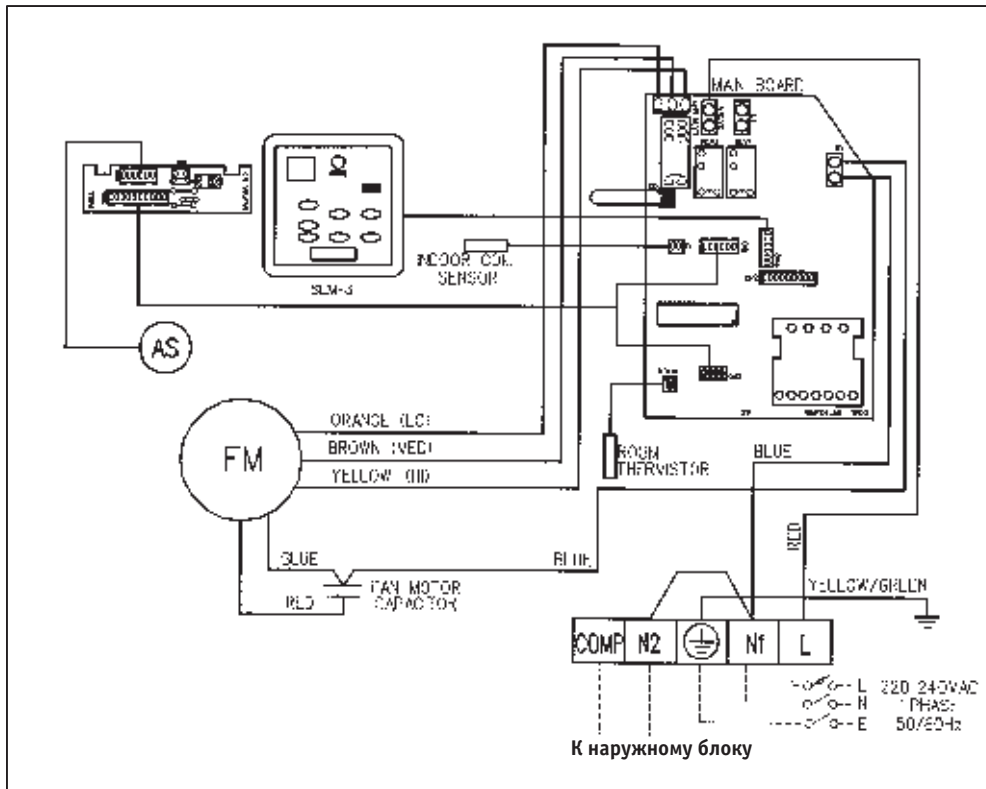 MAIN BOARD
INDOOR COIL
SENSOR
SLM-3
AS
ORANGE (LO)
BROWN (MED)
YELLOW (HI)
FM
ROOM
THERMISTOR
BLUE
RED
BLUE
BLUE
RED
FAN MOTOR
CAPACITOR
YELLOW/GREEN
COMP N2 N1 L
L 220-240VAC
N 1 PHASE
E 50/60Hz
К наружному блоку